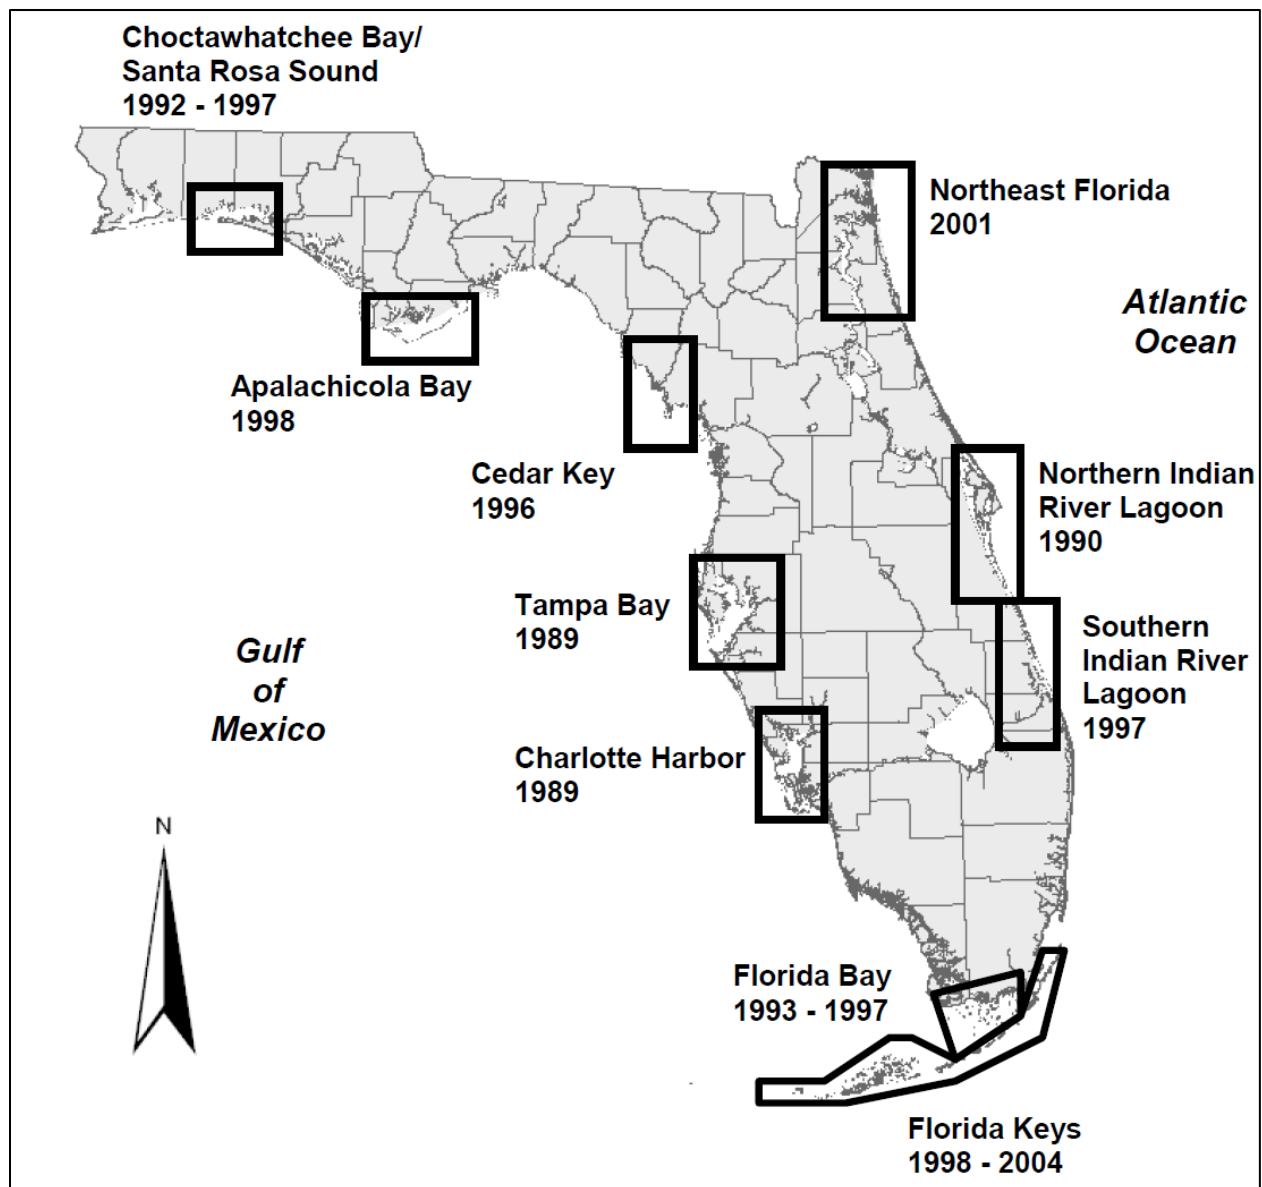 Choctawhatchee Bay/
Santa Rosa Sound
1992 - 1997
Northeast Florida
2001
Atlantic
Ocean
Apalachicola Bay
1998
Cedar Key
1996
Northern Indian
River Lagoon
1990
Tampa Bay
1989
Southern
Indian River
Lagoon
1997
Gulf
of
Mexico
Charlotte Harbor
1989
N
Florida Bay
1993 - 1997
Florida Keys
1998 - 2004